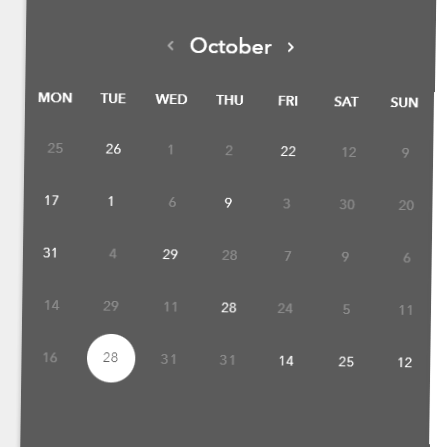 ‹ October ›
MON TUE WED THU FRI SAT SUN
25 26 1 2 22 12 9
17 1 6 9 3 30 20
31 4 29 28 7 9 6
14 29 11 28 24 5 11
16 28 31 31 14 25 12